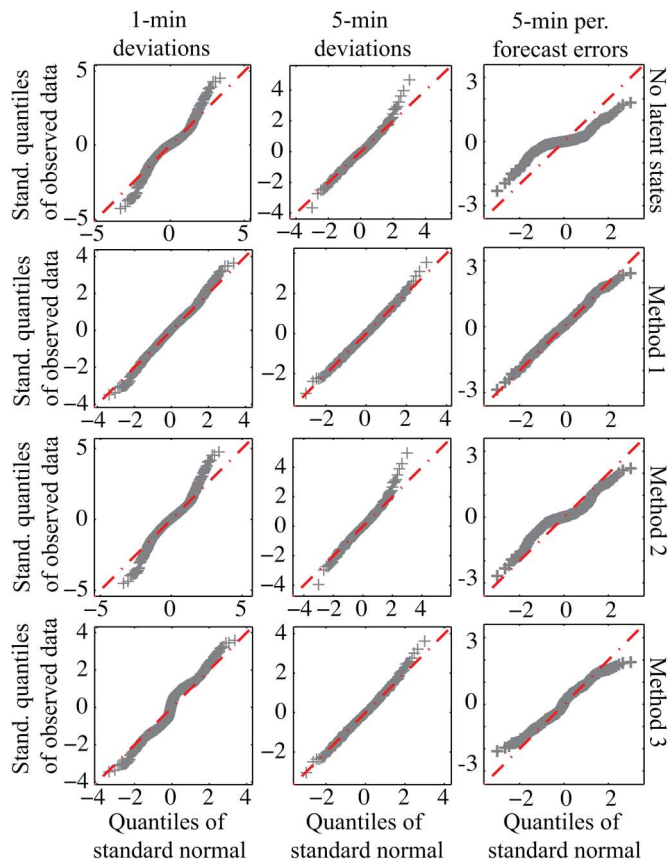 1-min
deviations
5-min
deviations
5-min per.
forecast errors
Stand. quantiles
of observed data
5
0
−5
−5 0 5
4
2
0
−2
−4
−4 −2 0 2 4
3
0
−3
−2 0 2
No latent states
Stand. quantiles
of observed data
4
2
0
−2
−4
−4 −2 0 2 4
2
0
−2
−4 −2 0 2 4
3
0
−3
−2 0 2
Method 1
Stand. quantiles
of observed data
5
0
−5
−5 0 5
4
2
0
−2
−4
−4 −2 0 2 4
3
0
−3
−2 0 2
Method 2
Stand. quantiles
of observed data
4
2
0
−2
−4
−4 −2 0 2 4
4
2
0
−2
−4 −2 0 2 4
3
0
−3
−2 0 2
Method 3
Quantiles of
standard normal
Quantiles of
standard normal
Quantiles of
standard normal